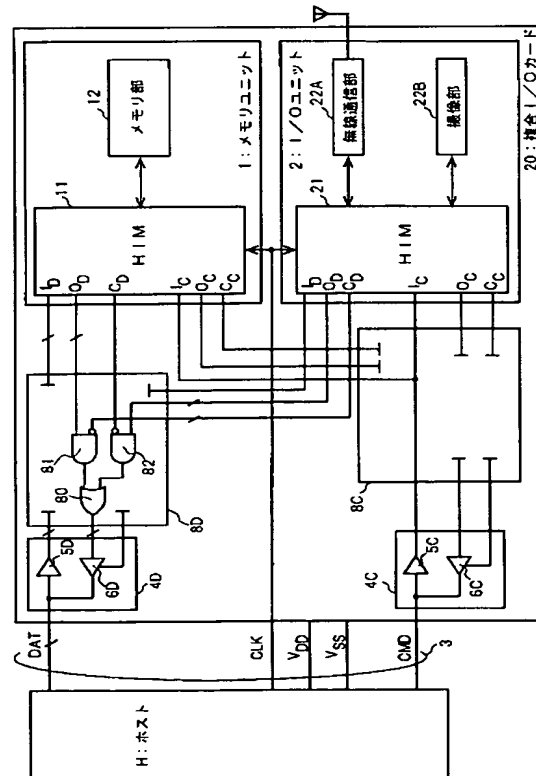 H:ホスト
DAT
CLK
VDD
VSS
CMD
3
5D
6D
4D
80
81
82
8D
5C
6C
4C
8C
11
HIM
ID
OD
CD
IC
OC
CC
12
メモリ部
1:メモリユニット
21
HIM
ID
OD
CD
IC
OC
CC
22A
無線通信部
22B
撮像部
2:I/Oユニット
20:複合I/Oカード